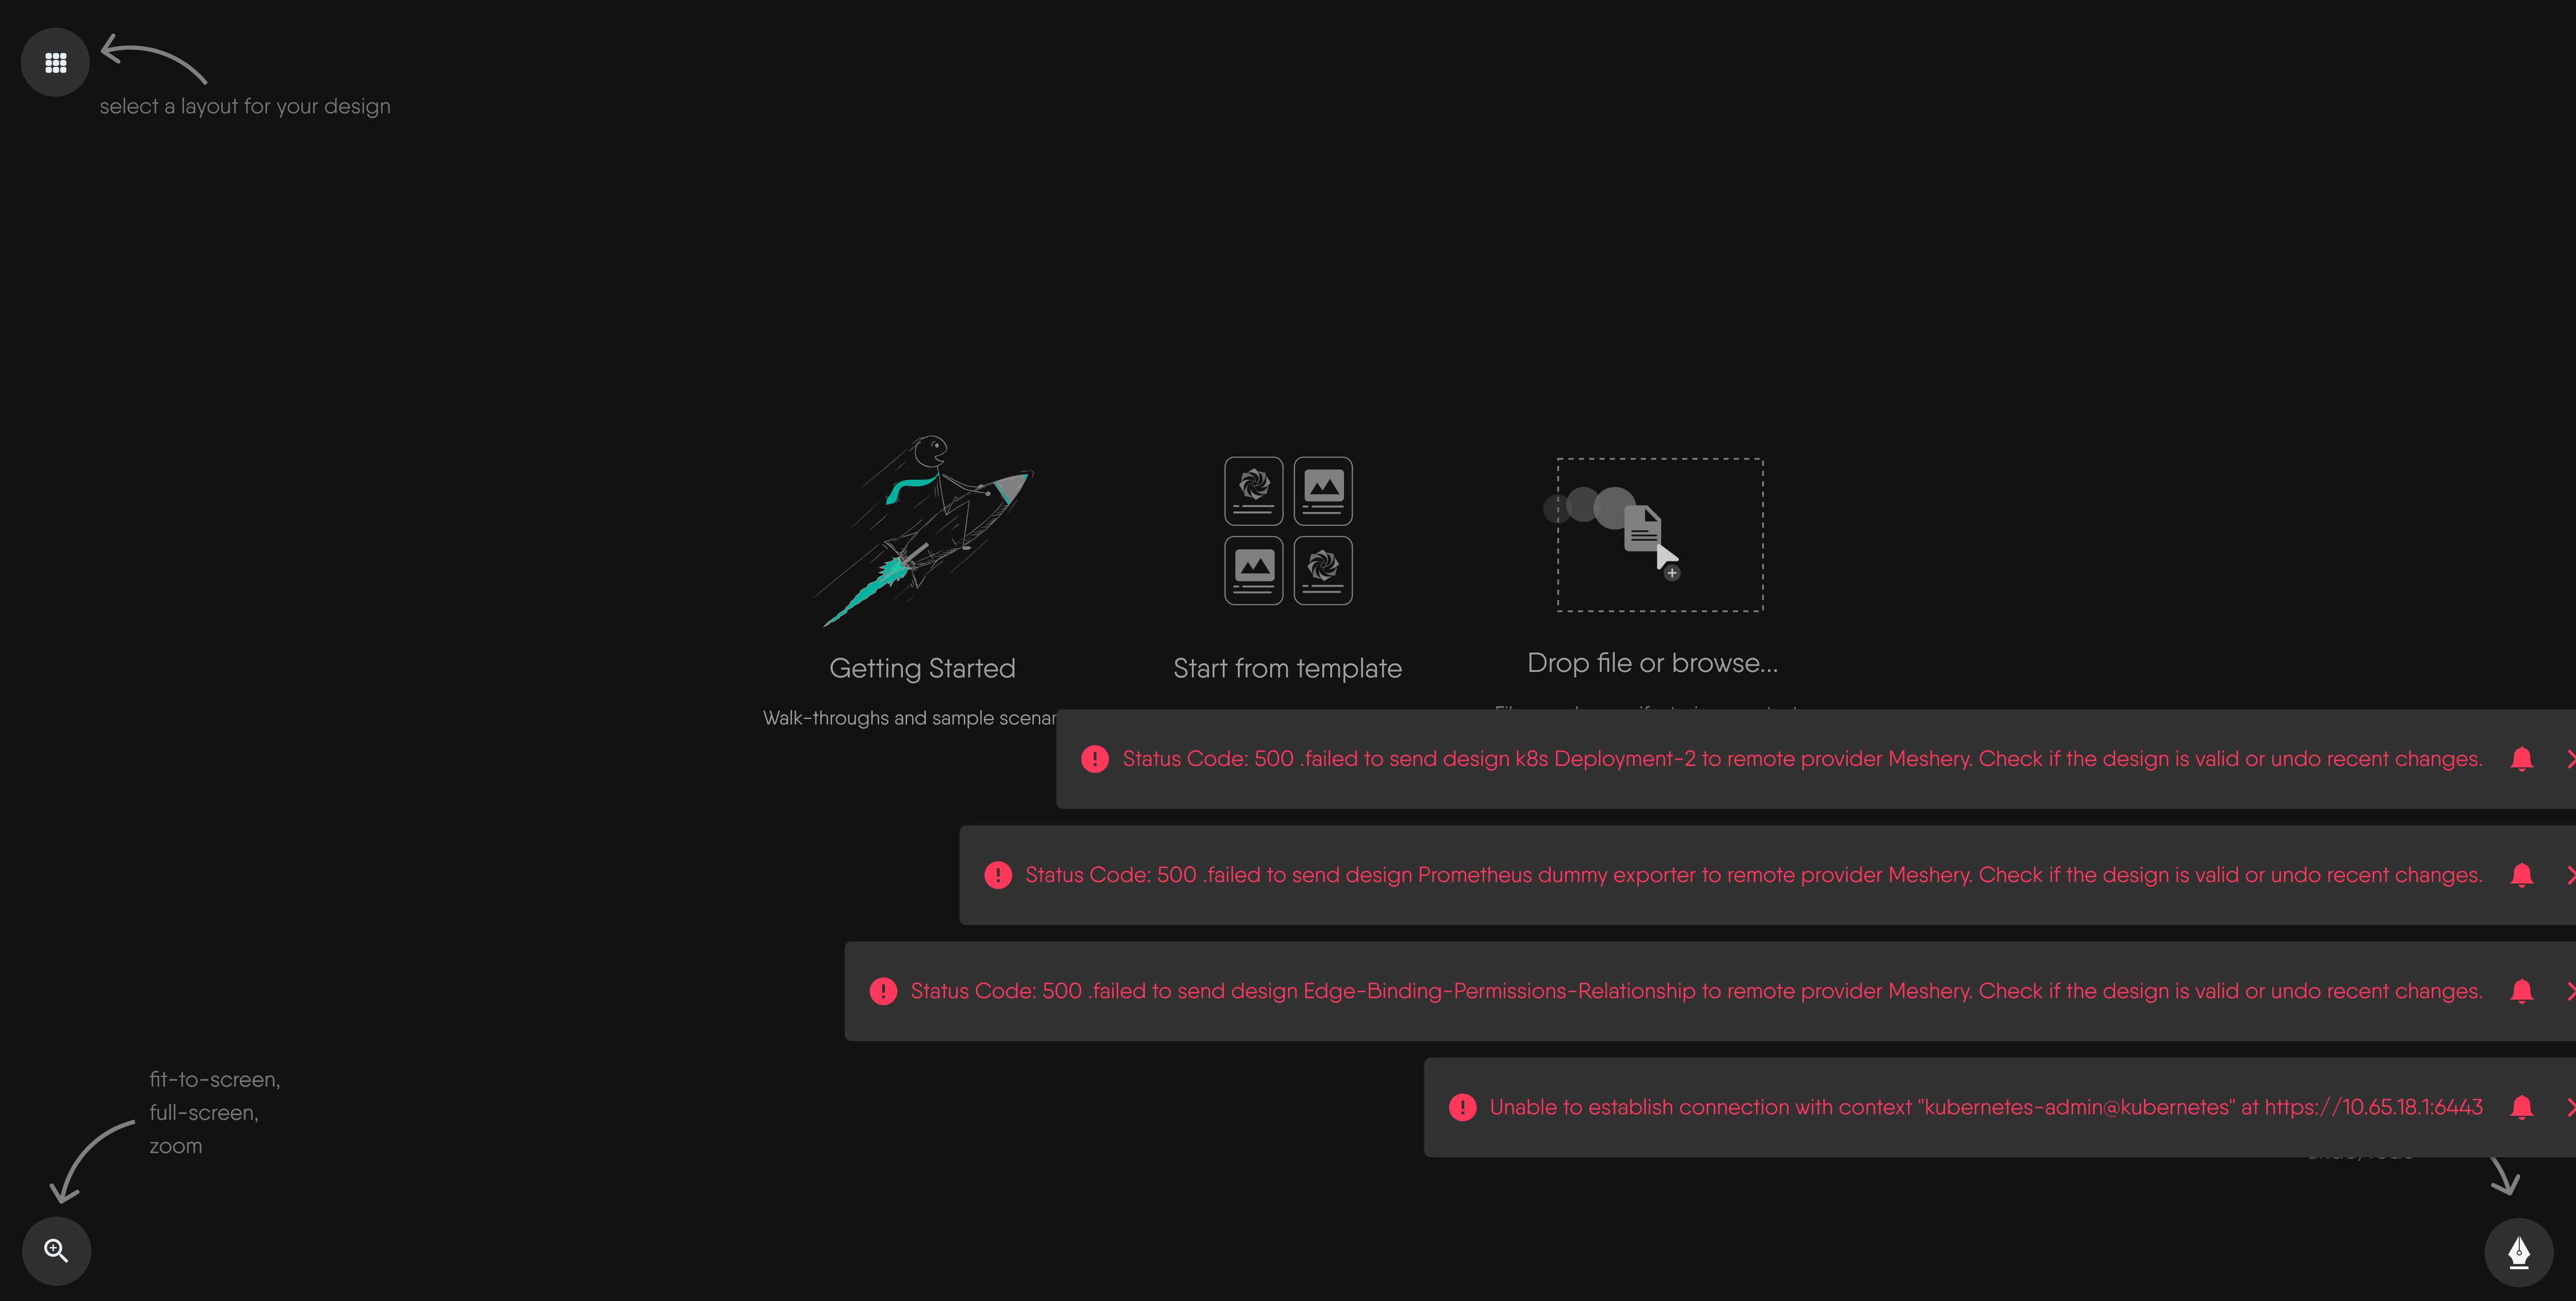 select a layout for your design
Getting Started
Start from template
Drop file or browse...
Walk-throughs and sample
Status Code: 500 .failed to send design k8s Deployment-2 to remote provider Meshery. Check if the design is valid or undo recent changes.
Status Code: 500 .failed to send design Prometheus dummy exporter to remote provider Meshery. Check if the design is valid or undo recent changes.
Status Code: 500 .failed to send design Edge-Binding-Permissions-Relationship to remote provider Meshery. Check if the design is valid or undo recent changes.
Unable to establish connection with context "kubernetes-admin@kubernetes" at https://10.65.18.1:6443
fit-to-screen,
full-screen,
zoom